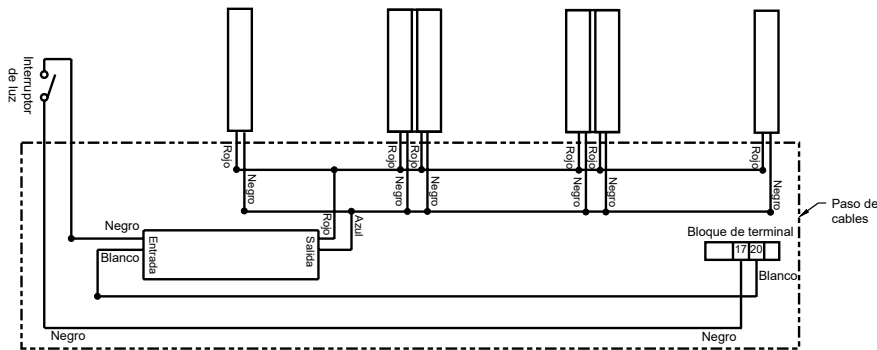 Interruptor
de luz
Rojo
Negro
Rojo
Rojo
Negro
Negro
Rojo
Rojo
Negro
Negro
Rojo
Negro
Paso de
cables
Negro
Blanco
Entrada
Salida
Rojo
Azul
Bloque de terminal
17 20
Blanco
Negro
Negro